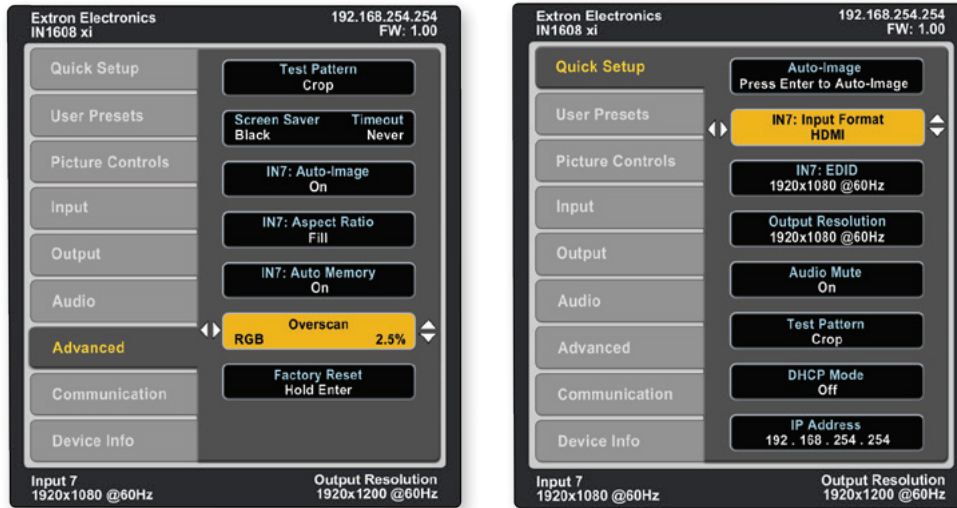 Extron Electronics 192.168.254.254
IN1608 xi FW: 1.00
Quick Setup
User Presets
Picture Controls
Input
Output
Audio
Advanced
Communication
Device Info
Test Pattern
Crop
Screen Saver Timeout
Black Never
IN7: Auto-Image
On
IN7: Aspect Ratio
Fill
IN7: Auto Memory
On
Overscan
RGB 2.5%
Factory Reset
Hold Enter
Input 7 Output Resolution
1920x1080 @60Hz 1920x1200 @60Hz
Extron Electronics 192.168.254.254
IN1608 xi FW: 1.00
Quick Setup
User Presets
Picture Controls
Input
Output
Audio
Advanced
Communication
Device Info
Auto-Image
Press Enter to Auto-Image
IN7: Input Format
HDMI
IN7: EDID
1920x1080 @60Hz
Output Resolution
1920x1080 @60Hz
Audio Mute
On
Test Pattern
Crop
DHCP Mode
Off
IP Address
192 . 168 . 254 . 254
Input 7 Output Resolution
1920x1080 @60Hz 1920x1200 @60Hz